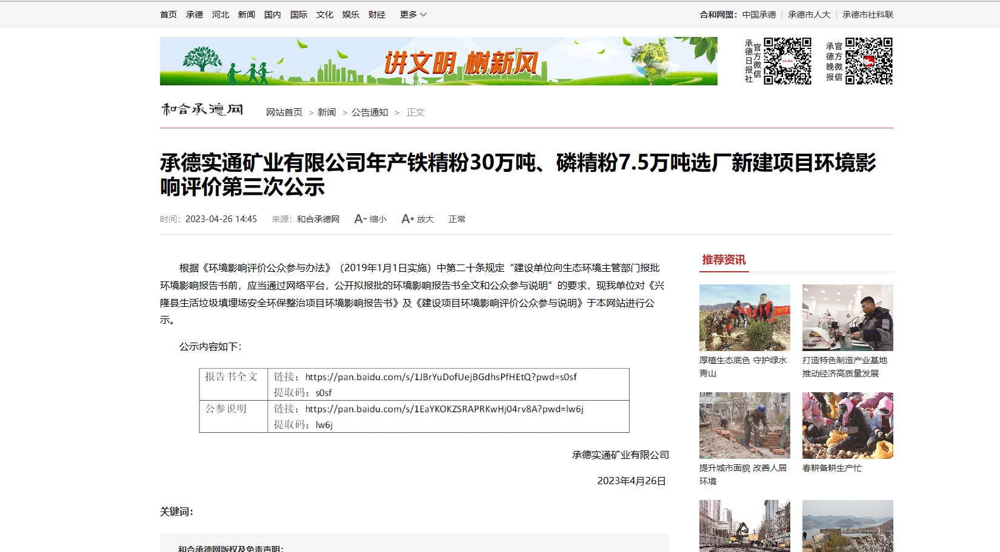 首页 承德 河北 新闻 国内 国际 文化 娱乐 财经 更多
合和网盟：中国承德 | 承德市人大 | 承德市社科联
讲文明 树新风
承德日报社 官方微信
承德晚报 官方微信
和合承德网
网站首页 > 新闻 > 公告通知 > 正文
承德实通矿业有限公司年产铁精粉30万吨、磷精粉7.5万吨选厂新建项目环境影
响评价第三次公示
时间：2023-04-26 14:45 来源：和合承德网 A- 缩小 A+ 放大 正常
根据《环境影响评价公众参与办法》（2019年1月1日实施）中第二十条规定“建设单位向生态环境主管部门报批
环境影响报告书前，应当通过网络平台，公开拟报批的环境影响报告书全文和公众参与说明”的要求，现我单位对《兴
隆县生活垃圾填埋场安全环保整治项目环境影响报告书》及《建设项目环境影响评价公众参与说明》于本网站进行公
示。
公示内容如下：
报告书全文 链接：https://pan.baidu.com/s/1JBrYuDofUejBGdhsPfHEtQ?pwd=s0sf
提取码：s0sf
公参说明 链接：https://pan.baidu.com/s/1EaYKOKZSRAPRKwHj04rv8A?pwd=lw6j
提取码：lw6j
承德实通矿业有限公司
2023年4月26日
关键词：
和合承德网版权及免责声明：
推荐资讯
厚植生态底色 守护绿水
青山
打造特色制造产业基地
推动经济高质量发展
提升城市面貌 改善人居
环境
春耕备耕生产忙